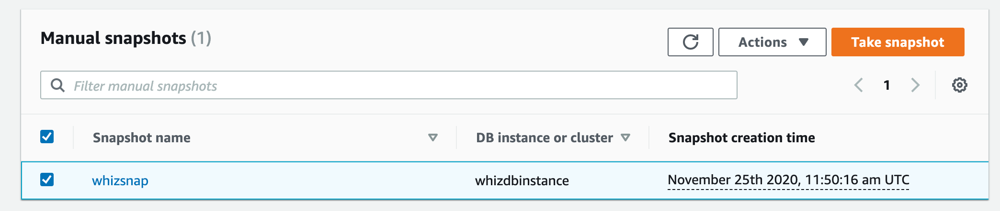 Manual snapshots (1)
Actions
Take snapshot
Filter manual snapshots
1
Snapshot name
DB instance or cluster
Snapshot creation time
whizsnap
whizdbinstance
November 25th 2020, 11:50:16 am UTC